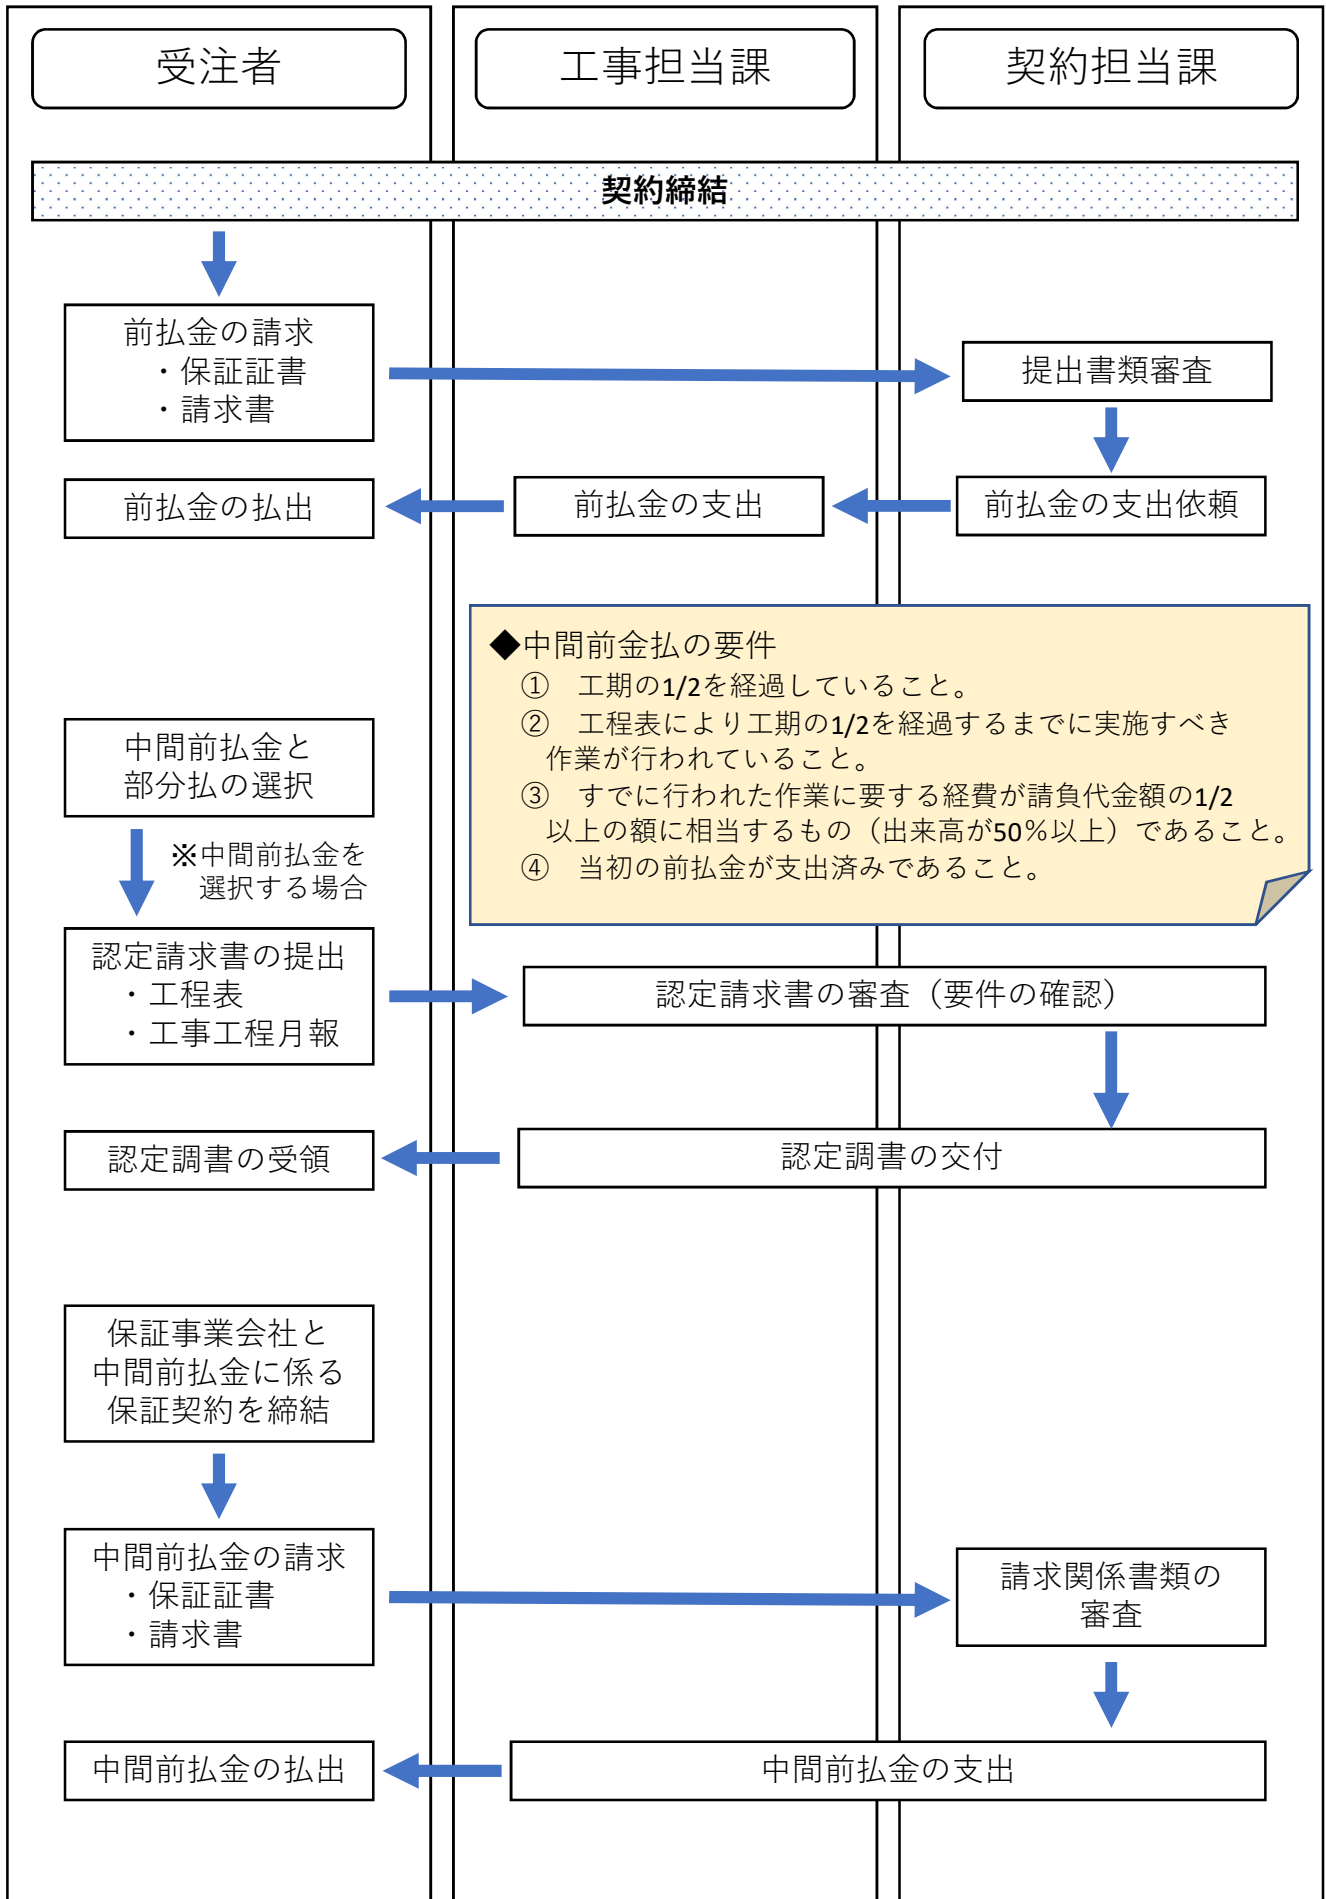 受注者
工事担当課
契約担当課
契約締結
前払金の請求
・保証証書
・請求書
提出書類審査
前払金の払出
前払金の支出
前払金の支出依頼
◆中間前金払の要件
①　工期の1/2を経過していること。
②　工程表により工期の1/2を経過するまでに実施すべき
作業が行われていること。
③　すでに行われた作業に要する経費が請負代金額の1/2
以上の額に相当するもの（出来高が50％以上）であること。
④　当初の前払金が支出済みであること。
中間前払金と
部分払の選択
※中間前払金を
選択する場合
認定請求書の提出
・工程表
・工事工程月報
認定請求書の審査（要件の確認）
認定調書の受領
認定調書の交付
保証事業会社と
中間前払金に係る
保証契約を締結
中間前払金の請求
・保証証書
・請求書
請求関係書類の
審査
中間前払金の払出
中間前払金の支出